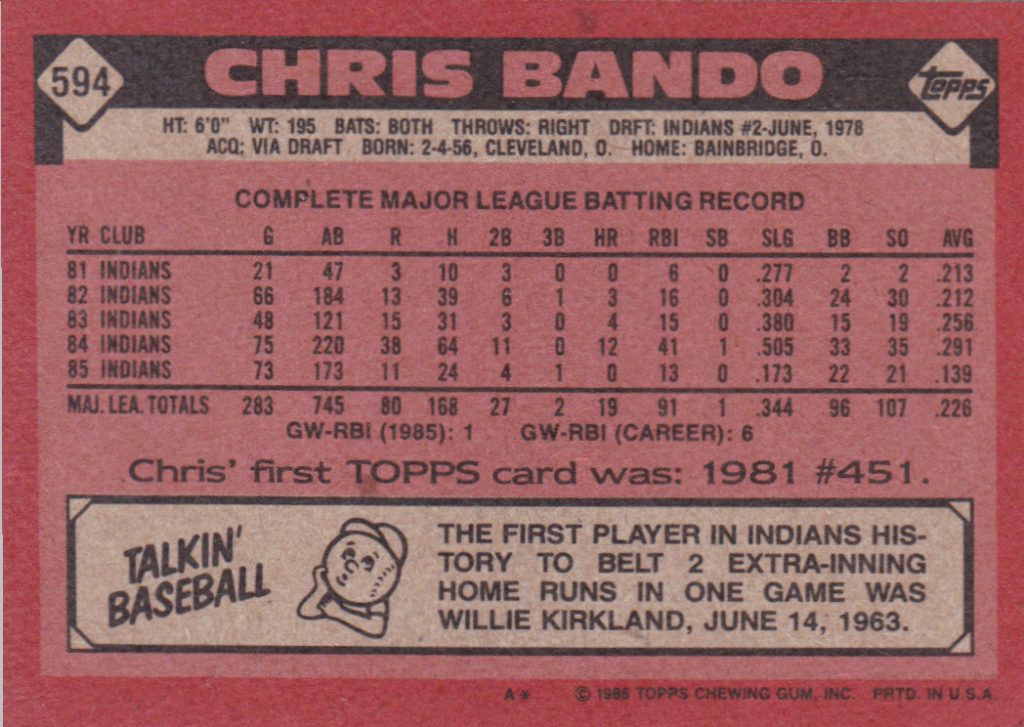 594 CHRIS BANDO TOPPS
HT: 6'0" WT: 195 BATS: BOTH THROWS: RIGHT DRFT: INDIANS #2-JUNE, 1978
ACQ: VIA DRAFT BORN: 2-4-56, CLEVELAND, O. HOME: BAINBRIDGE, O.
COMPLETE MAJOR LEAGUE BATTING RECORD
YR CLUB G AB R H 2B 3B HR RBI SB SLG BB SO AVG
81 INDIANS 21 47 3 10 3 0 0 6 0 .277 2 2 .213
82 INDIANS 66 184 13 39 6 1 3 16 0 .304 24 30 .212
83 INDIANS 48 121 15 31 3 0 4 15 0 .380 15 19 .256
84 INDIANS 75 220 38 64 11 0 12 41 1 .505 33 35 .291
85 INDIANS 73 173 11 24 4 1 0 13 0 .173 22 21 .139
MAJ. LEA. TOTALS 283 745 80 168 27 2 19 91 1 .344 96 107 .226
GW-RBI (1985): 1 GW-RBI (CAREER): 6
Chris' first TOPPS card was: 1981 #451.
TALKIN'
BASEBALL
THE FIRST PLAYER IN INDIANS HIS-
TORY TO BELT 2 EXTRA-INNING
HOME RUNS IN ONE GAME WAS
WILLIE KIRKLAND, JUNE 14, 1963.
A* © 1986 TOPPS CHEWING GUM, INC. PRTD. IN U.S.A.